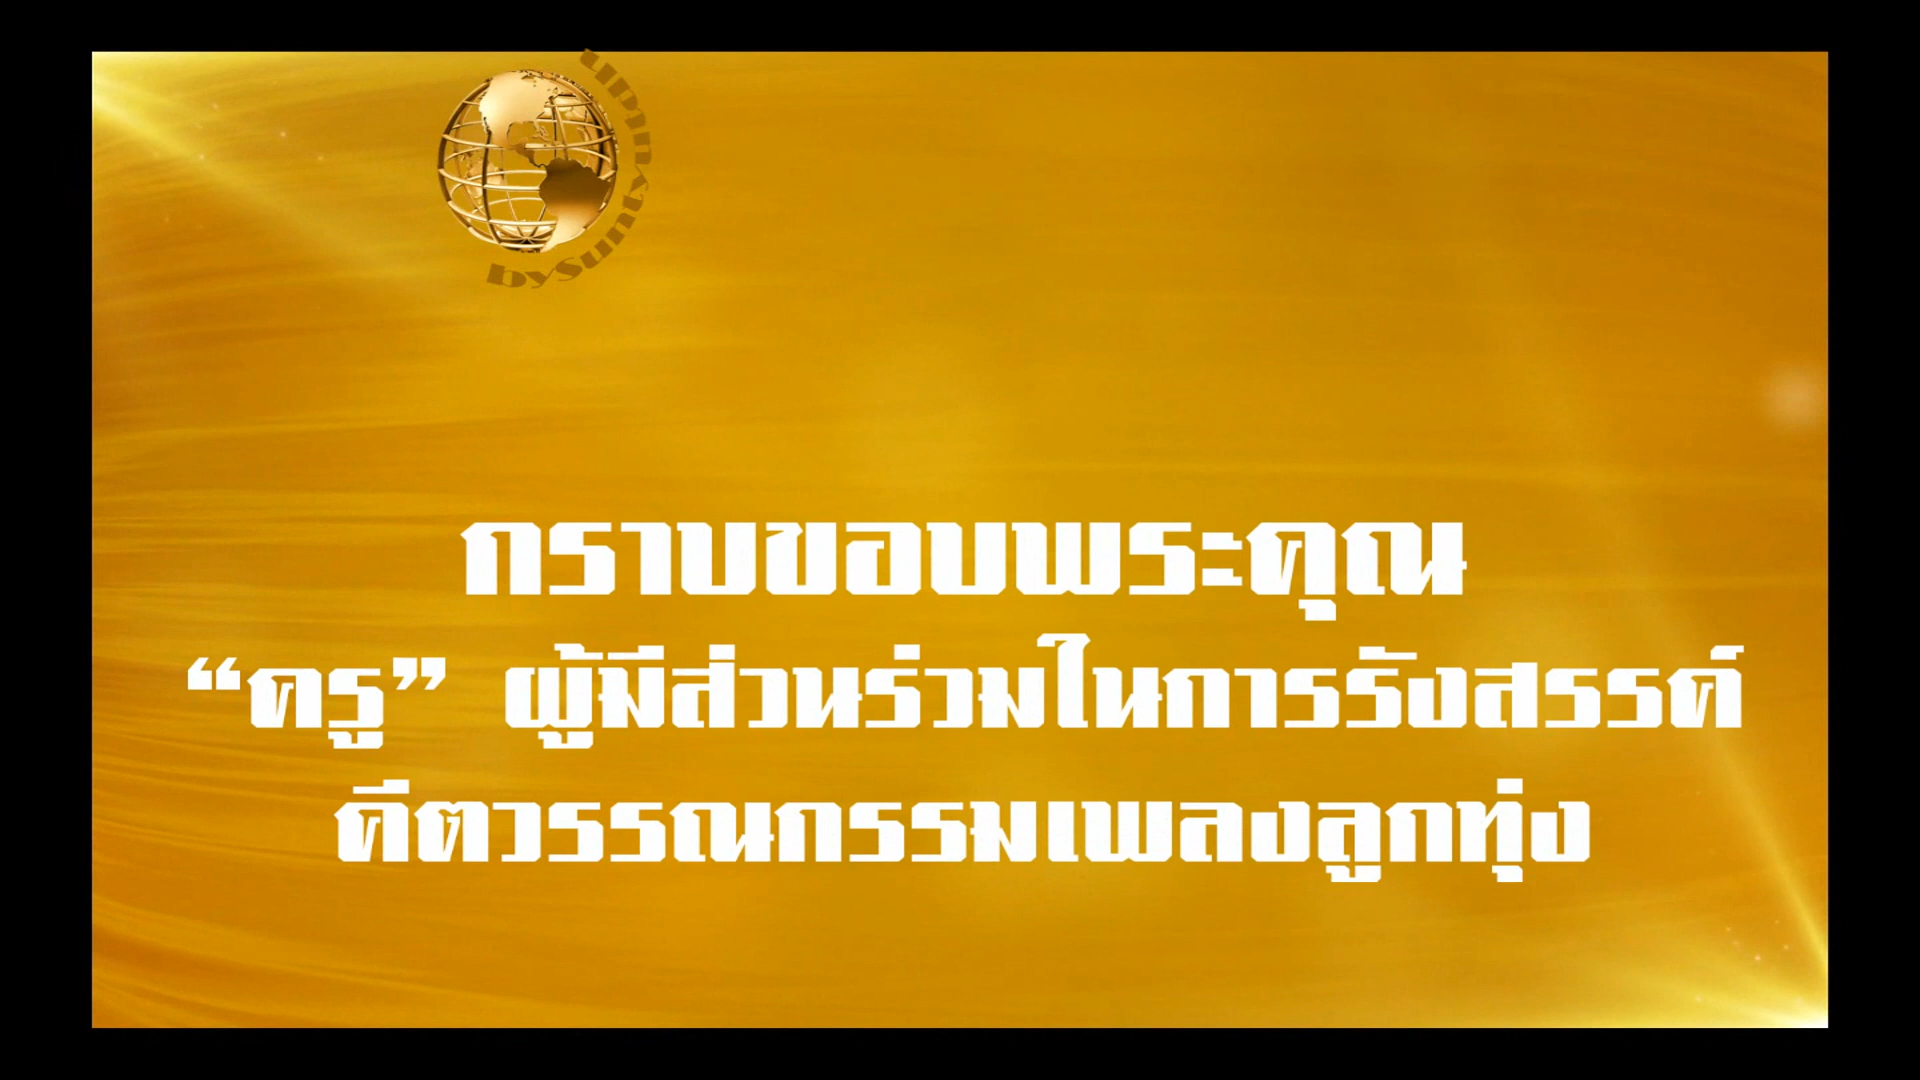 กราบขอบพระคุณ
“ครู” ผู้มีส่วนร่วมในการรังสรรค์
คีตวรรณกรรมเพลงลูกทุ่ง